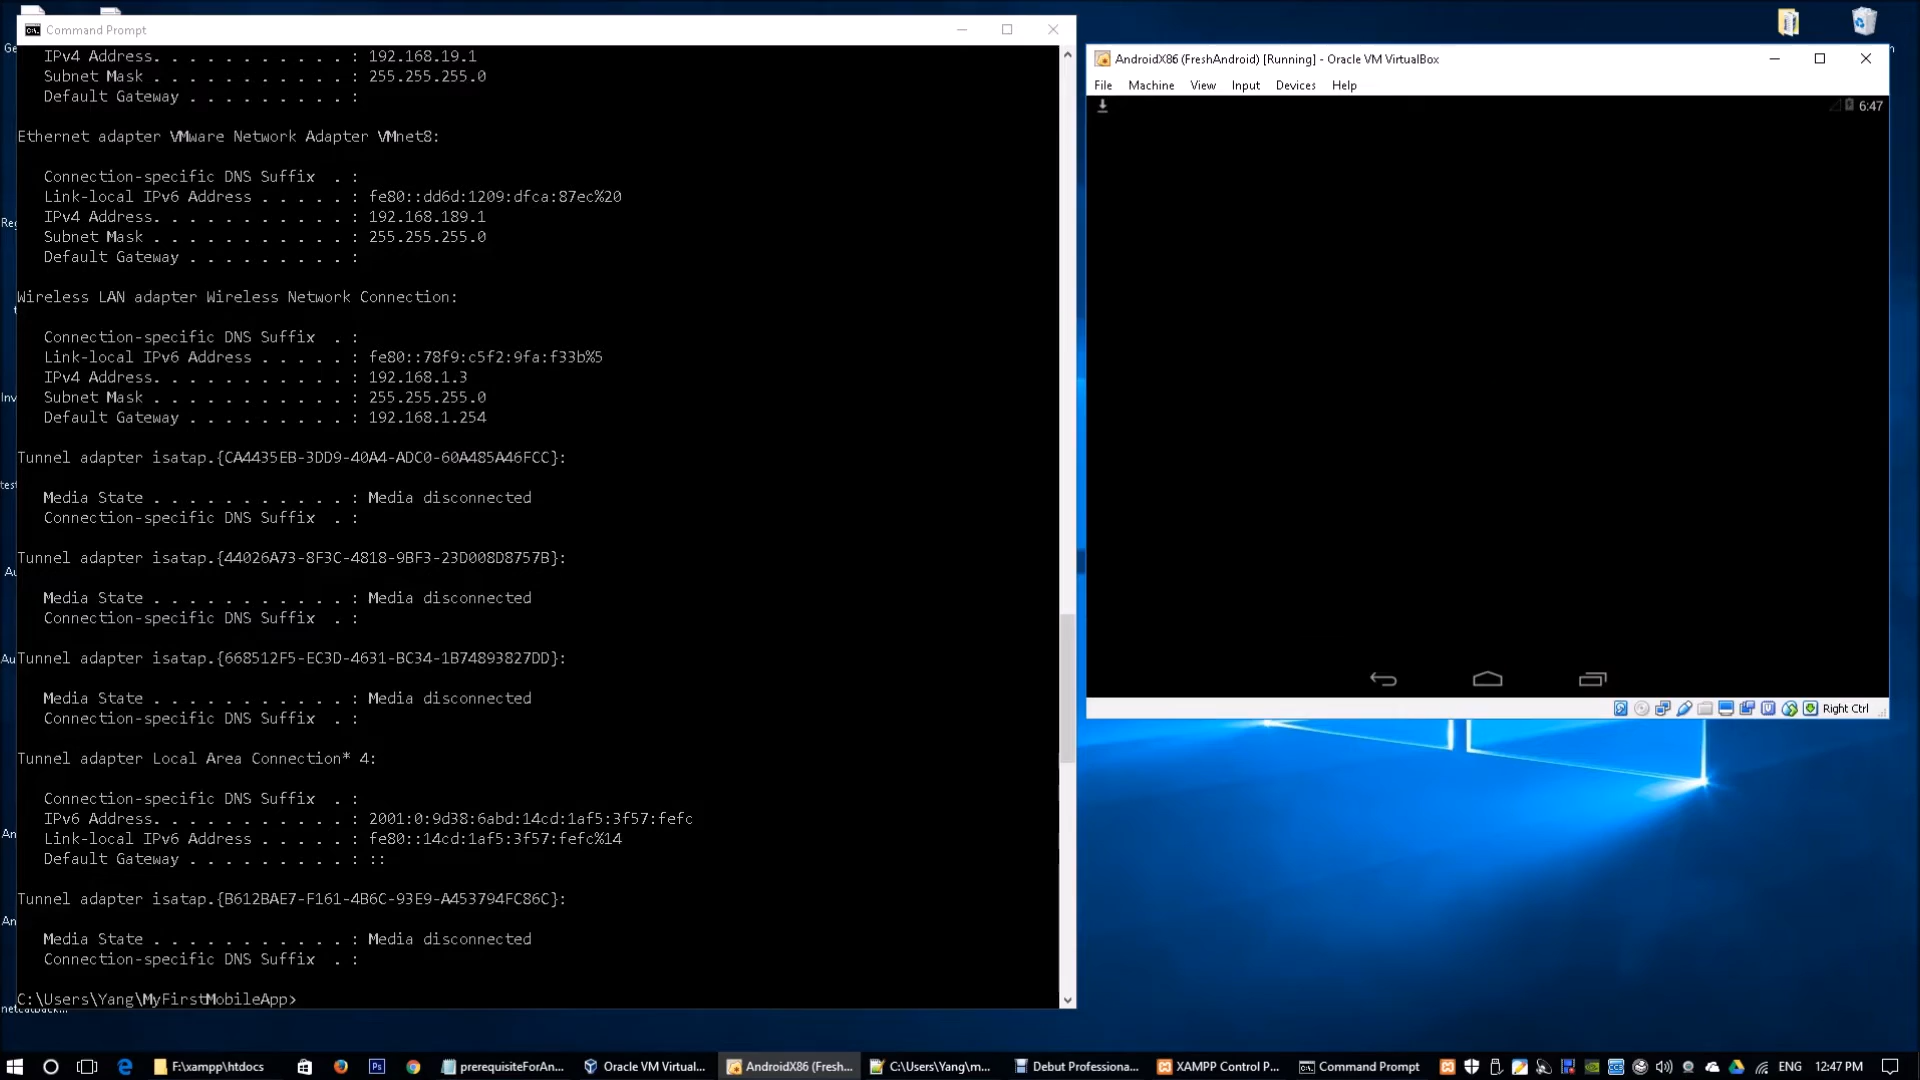 Command Prompt
IPv4 Address. . . . . . . . . . . : 192.168.19.1
Subnet Mask . . . . . . . . . . . : 255.255.255.0
Default Gateway . . . . . . . . . :
Ethernet adapter VMware Network Adapter VMnet8:
Connection-specific DNS Suffix  . :
Link-local IPv6 Address . . . . . : fe80::dd6d:1209:dfca:87ec%20
IPv4 Address. . . . . . . . . . . : 192.168.189.1
Subnet Mask . . . . . . . . . . . : 255.255.255.0
Default Gateway . . . . . . . . . :
Wireless LAN adapter Wireless Network Connection:
Connection-specific DNS Suffix  . :
Link-local IPv6 Address . . . . . : fe80::78f9:c5f2:9fa:f33b%5
IPv4 Address. . . . . . . . . . . : 192.168.1.3
Subnet Mask . . . . . . . . . . . : 255.255.255.0
Default Gateway . . . . . . . . . : 192.168.1.254
Tunnel adapter isatap.{CA4435EB-3DD9-40A4-ADC0-60A485A46FCC}:
Media State . . . . . . . . . . . : Media disconnected
Connection-specific DNS Suffix  . :
Tunnel adapter isatap.{44026A73-8F3C-4818-9BF3-23D008D8757B}:
Media State . . . . . . . . . . . : Media disconnected
Connection-specific DNS Suffix  . :
Tunnel adapter isatap.{668512F5-EC3D-4631-BC34-1B74893827DD}:
Media State . . . . . . . . . . . : Media disconnected
Connection-specific DNS Suffix  . :
Tunnel adapter Local Area Connection* 4:
Connection-specific DNS Suffix  . :
IPv6 Address. . . . . . . . . . . : 2001:0:9d38:6abd:14cd:1af5:3f57:fefc
Link-local IPv6 Address . . . . . : fe80::14cd:1af5:3f57:fefc%14
Default Gateway . . . . . . . . . : ::
Tunnel adapter isatap.{B612BAE7-F161-4B6C-93E9-A453794FC86C}:
Media State . . . . . . . . . . . : Media disconnected
Connection-specific DNS Suffix  . :
C:\Users\Yang\MyFirstMobileApp>
AndroidX86 (FreshAndroid) [Running] - Oracle VM VirtualBox
File Machine View Input Devices Help
6:47
Right Ctrl
F:\xampp\htdocs
Ps
prerequisiteForAn...
Oracle VM Virtual...
AndroidX86 (Fresh...
C:\Users\Yang\m...
Debut Professiona...
XAMPP Control P...
Command Prompt
ENG
12:47 PM